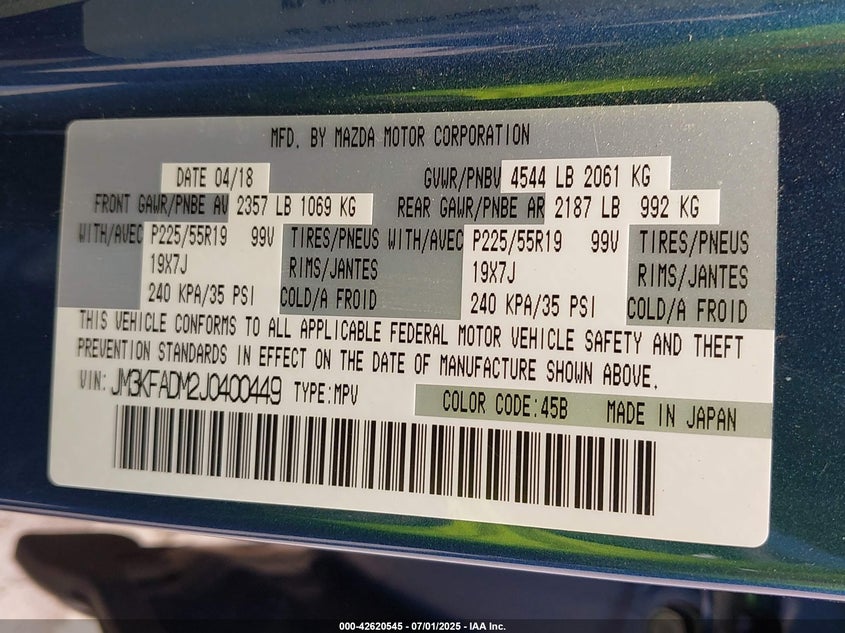 MFD. BY MAZDA MOTOR CORPORATION
DATE 04/18 GVWR/PNBV 4544 LB 2061 KG
FRONT GAWR/PNBE AV 2357 LB 1069 KG REAR GAWR/PNBE AR 2187 LB 992 KG
WITH/AVEC P225/55R19 99V TIRES/PNEUS WITH/AVEC P225/55R19 99V TIRES/PNEUS
19X7J RIMS/JANTES 19X7J RIMS/JANTES
240 KPA/35 PSI COLD/A FROID 240 KPA/35 PSI COLD/A FROID
THIS VEHICLE CONFORMS TO ALL APPLICABLE FEDERAL MOTOR VEHICLE SAFETY AND THEFT
PREVENTION STANDARDS IN EFFECT ON THE DATE OF MANUFACTURE SHOWN ABOVE.
VIN: JM3KFADM2J0400449 TYPE:MPV COLOR CODE:45B MADE IN JAPAN
000-42620545 - 07/01/2025 - IAA Inc.